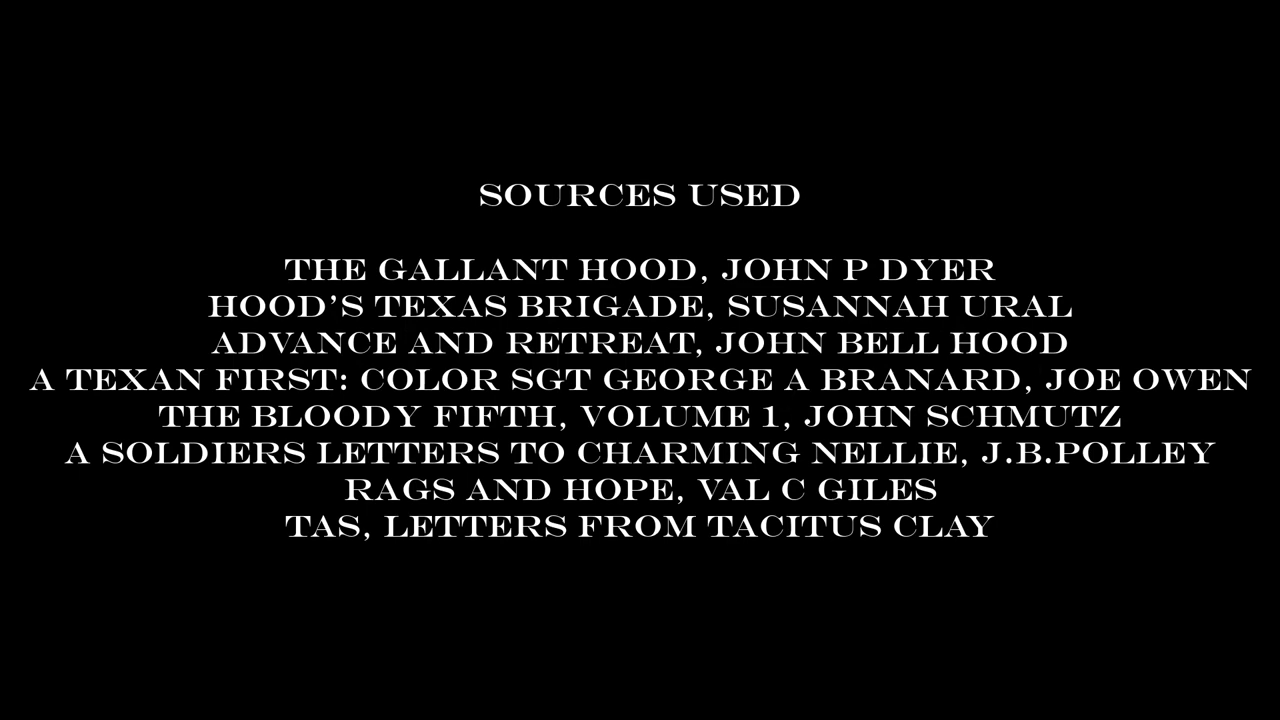 SOURCES USED
THE GALLANT HOOD, JOHN P DYER
HOOD'S TEXAS BRIGADE, SUSANNAH URAL
ADVANCE AND RETREAT, JOHN BELL HOOD
A TEXAN FIRST: COLOR SGT GEORGE A BRANARD, JOE OWEN
THE BLOODY FIFTH, VOLUME 1, JOHN SCHMUTZ
A SOLDIERS LETTERS TO CHARMING NELLIE, J.B.POLLEY
RAGS AND HOPE, VAL C GILES
TAS, LETTERS FROM TACITUS CLAY